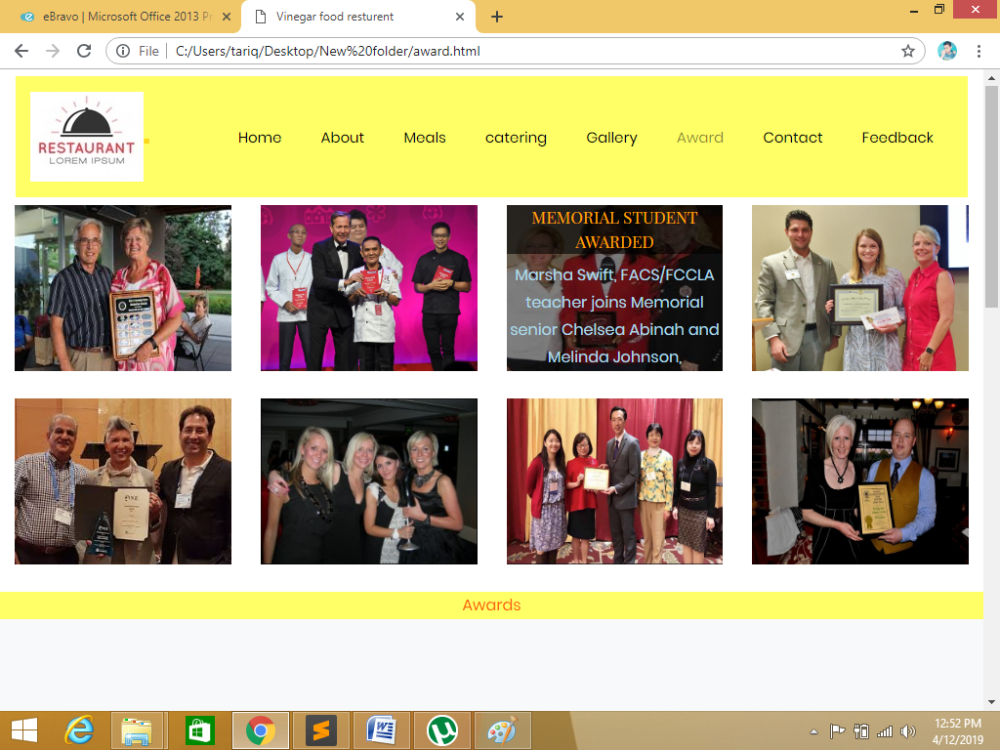 eBravo | Microsoft Office 2013 Pr
Vinegar food resturent
File
C:/Users/tariq/Desktop/New%20folder/award.html
RESTAURANT
LOREM IPSUM
Home
About
Meals
catering
Gallery
Award
Contact
Feedback
MEMORIAL STUDENT
AWARDED
Marsha Swift, FACS/FCCLA
teacher joins Memorial
senior Chelsea Abinah and
Melinda Johnson,
Awards
12:52 PM
4/12/2019